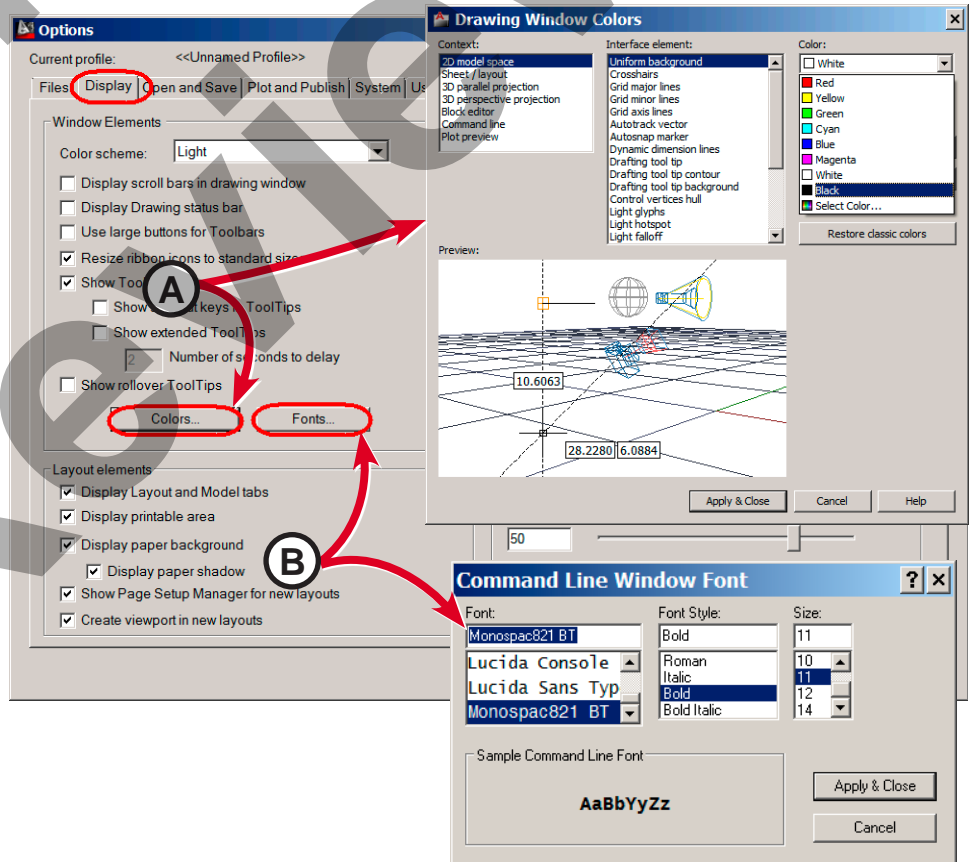 Options
Current profile: <<Unnamed Profile>>
Files Display Open and Save Plot and Publish System Us
Window Elements
Color scheme: Light
Display scroll bars in drawing window
Display Drawing status bar
Use large buttons for Toolbars
Resize ribbon icons to standard sizes
Show Tool
Show keys in ToolTips
Show extended ToolTips
2 Number of seconds to delay
Show rollover ToolTips
Colors... Fonts...
Layout elements
Display Layout and Model tabs
Display printable area
Display paper background
Display paper shadow
Show Page Setup Manager for new layouts
Create viewport in new layouts
A
B
Drawing Window Colors
Context:
2D model space
Sheet / layout
3D parallel projection
3D perspective projection
Block editor
Command line
Plot preview
Interface element:
Uniform background
Crosshairs
Grid major lines
Grid minor lines
Grid axis lines
Autotrack vector
Autosnap marker
Dynamic dimension lines
Drafting tool tip
Drafting tool tip contour
Drafting tool tip background
Control vertices hull
Light glyphs
Light hotspot
Light falloff
Color:
White
Red
Yellow
Green
Cyan
Blue
Magenta
White
Black
Select Color...
Restore classic colors
Preview:
10.6063
28.2280 6.0884
Apply & Close Cancel Help
50
Command Line Window Font
Font:
Monospac821 BT
Lucida Console
Lucida Sans Typ
Monospac821 BT
Font Style:
Bold
Roman
Italic
Bold
Bold Italic
Size:
11
10
11
12
14
Sample Command Line Font
AaBbYyZz
Apply & Close
Cancel